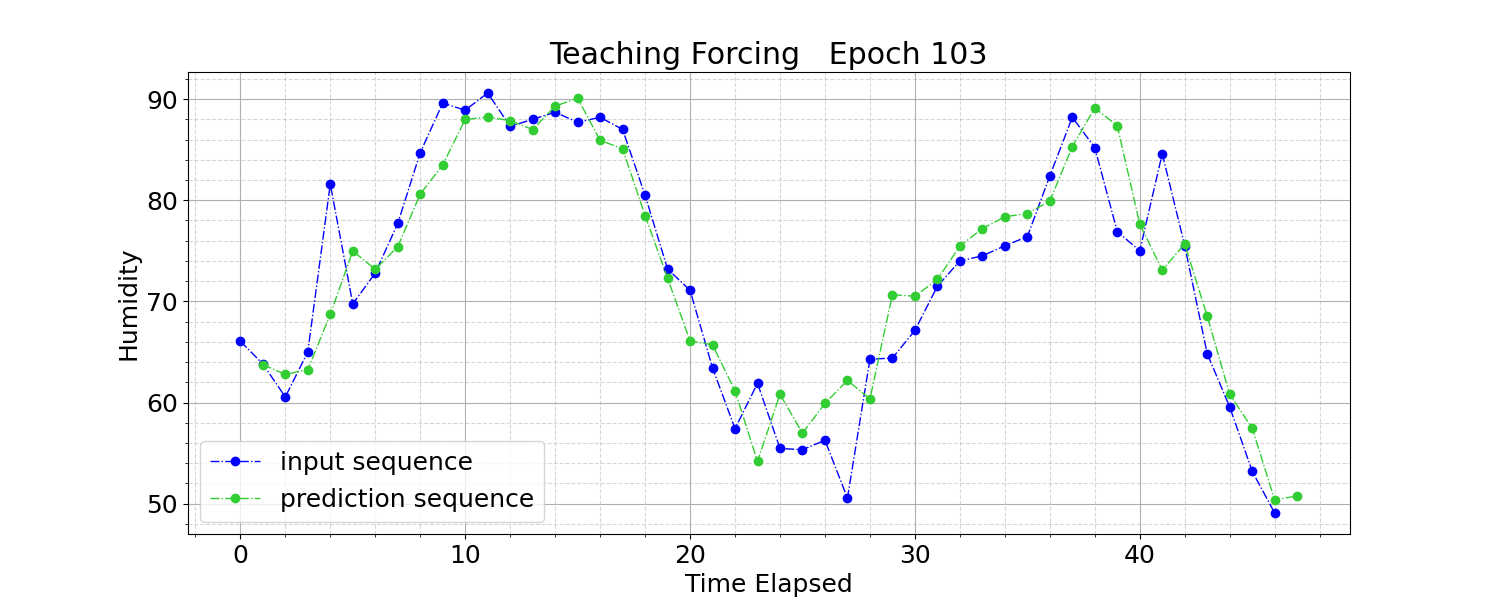 Teaching Forcing   Epoch 103
90
80
70
60
50
Humidity
input sequence
prediction sequence
0 10 20 30 40
Time Elapsed